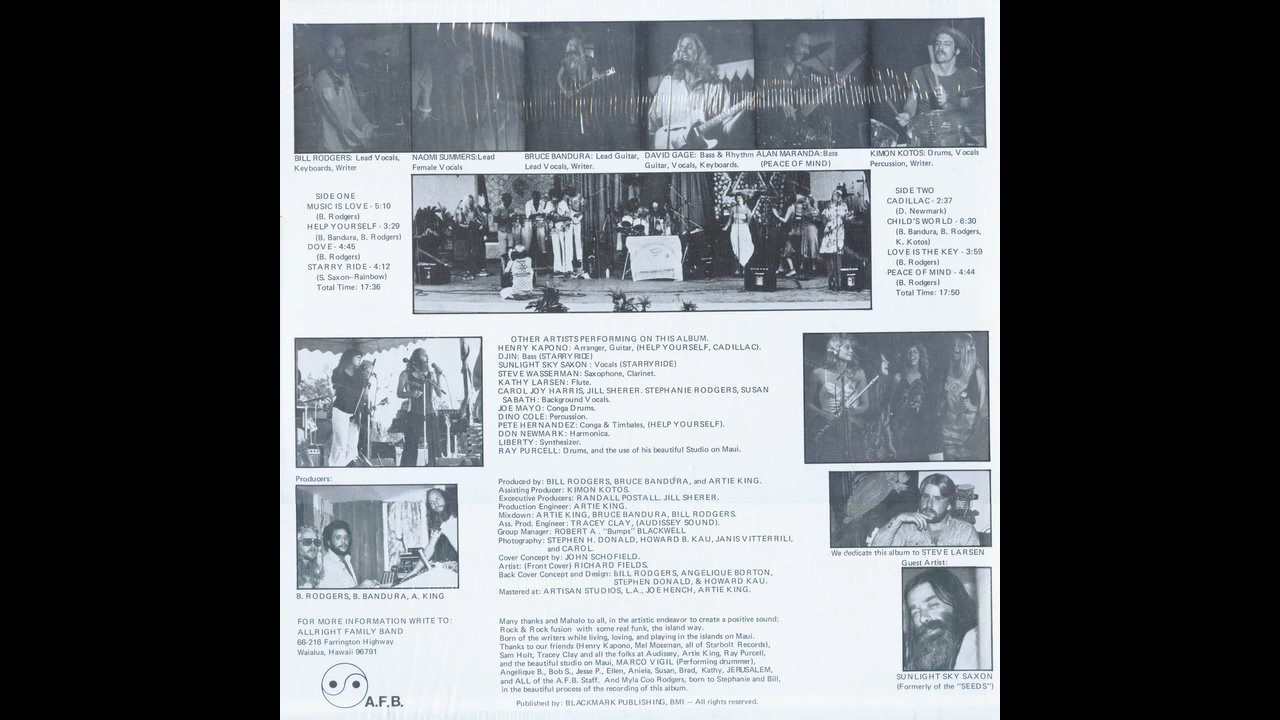 BILL RODGERS: Lead Vocals,
Keyboards, Writer
NAOMI SUMMERS:Lead
Female Vocals
BRUCE BANDURA: Lead Guitar,
Lead Vocals, Writer.
DAVID GAGE: Bass & Rhythm
Guitar, Vocals, Keyboards.
ALAN MARANDA:Bass
(PEACE OF MIND)
KIMON KOTOS: Drums, Vocals
Percussion, Writer.
SIDE ONE
MUSIC IS LOVE - 5:10
(B. Rodgers)
HELP YOURSELF - 3:29
(B. Bandura, B. Rodgers)
DOVE - 4:45
(B. Rodgers)
STARRY RIDE - 4:12
(S. Saxon-Rainbow)
Total Time: 17:36
SIDE TWO
CADILLAC - 2:37
(D. Newmark)
CHILD'S WORLD - 6:30
(B. Bandura, B. Rodgers,
K. Kotos)
LOVE IS THE KEY - 3:59
(B. Rodgers)
PEACE OF MIND - 4:44
(B. Rodgers)
Total Time: 17:50
OTHER ARTISTS PERFORMING ON THIS ALBUM.
HENRY KAPONO: Arranger, Guitar, (HELP YOURSELF, CADILLAC).
DJIN: Bass (STARRY RIDE)
SUNLIGHT SKY SAXON : Vocals (STARRY RIDE)
STEVE WASSERMAN: Saxophone, Clarinet.
KATHY LARSEN: Flute.
CAROL JOY HARRIS, JILL SHERER. STEPHANIE RODGERS, SUSAN
SABATH: Background Vocals.
JOE MAYO: Conga Drums.
DINO COLE: Percussion.
PETE HERNANDEZ: Conga & Timbales, (HELP YOURSELF).
DON NEWMARK: Harmonica.
LIBERTY: Synthesizer.
RAY PURCELL: Drums, and the use of his beautiful Studio on Maui.
Producers:
B. RODGERS, B. BANDURA, A. KING
Produced by: BILL RODGERS, BRUCE BANDURA, and ARTIE KING.
Assisting Producer: KIMON KOTOS.
Excecutive Producers: RANDALL POSTALL. JILL SHERER.
Production Engineer: ARTIE KING.
Mixdown: ARTIE KING, BRUCE BANDURA, BILL RODGERS.
Ass. Prod. Engineer: TRACEY CLAY, (AUDISSEY SOUND).
Group Manager: ROBERT A . "Bumps" BLACKWELL
Photography: STEPHEN H. DONALD, HOWARD B. KAU, JANIS VITTERRILI,
and CAROL.
Cover Concept by: JOHN SCHOFIELD.
Artist: (Front Cover) RICHARD FIELDS.
Back Cover Concept and Design: BILL RODGERS, ANGELIQUE BORTON,
STEPHEN DONALD, & HOWARD KAU.
Mastered at: ARTISAN STUDIOS, L.A., JOE HENCH, ARTIE KING.
We dedicate this album to STEVE LARSEN
Guest Artist:
SUNLIGHT SKY SAXON
(Formerly of the "SEEDS")
FOR MORE INFORMATION WRITE TO:
ALLRIGHT FAMILY BAND
66-216 Farrington Highway
Waialua, Hawaii 96791
A.F.B.
Many thanks and Mahalo to all, in the artistic endeavor to create a positive sound;
Rock & Rock fusion with some real funk, the island way.
Born of the writers while living, loving, and playing in the islands on Maui.
Thanks to our friends (Henry Kapono, Mel Mossman, all of Starbolt Records),
Sam Holt, Tracey Clay and all the folks at Audissey, Artie King, Ray Purcell,
and the beautiful studio on Maui, MARCO VIGIL (Performing drummer),
Angelique B., Bob S., Jesse P., Ellen, Aniela, Susan, Brad, Kathy, JERUSALEM,
and ALL of the A.F.B. Staff. And Myla Coo Rodgers, born to Stephanie and Bill,
in the beautiful process of the recording of this album.
Published by: BLACKMARK PUBLISHING, BMI - All rights reserved.